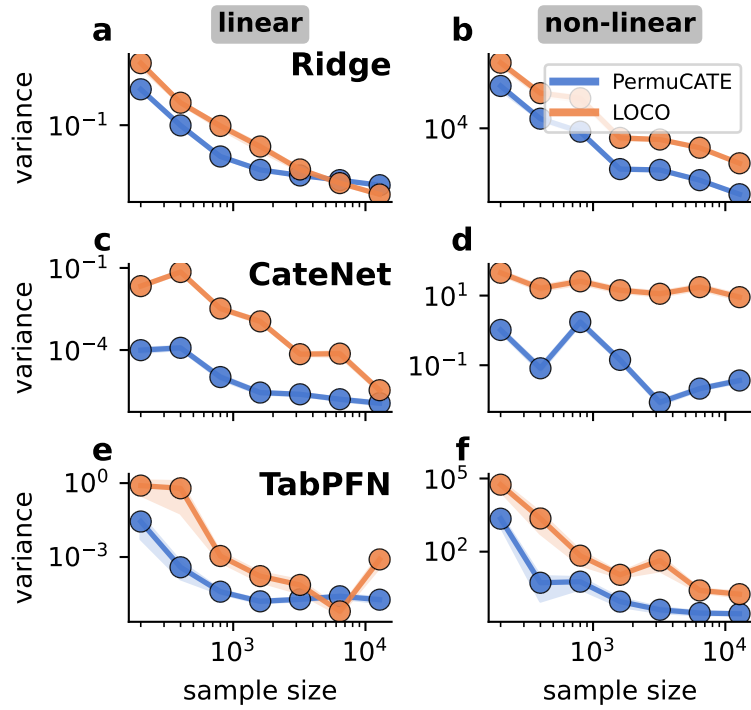 linear
non-linear
a
b
Ridge
PermuCATE
LOCO
variance
10⁻¹
10⁴
c
d
CateNet
variance
10⁻¹
10⁻⁴
10¹
10⁻¹
e
f
TabPFN
variance
10⁰
10⁻³
10⁵
10²
10³
10⁴
10³
10⁴
sample size
sample size